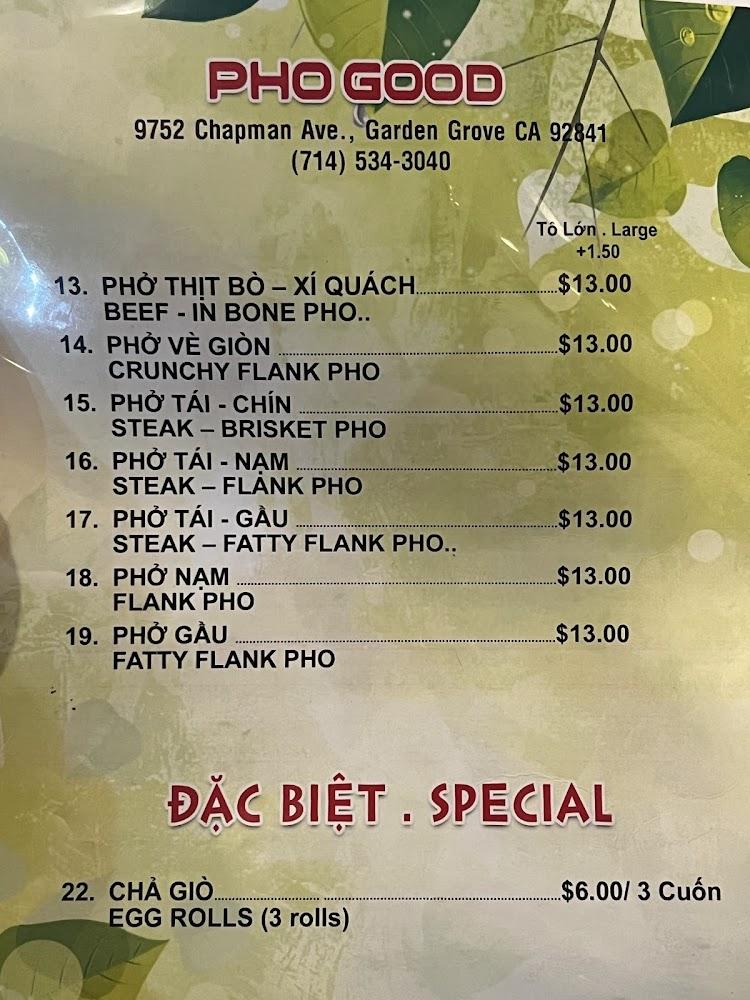 PHO GOOD
9752 Chapman Ave., Garden Grove CA 92841
(714) 534-3040
Tô Lớn . Large
+1.50
13. PHỞ THỊT BÒ – XÍ QUÁCH $13.00
BEEF - IN BONE PHO..
14. PHỞ VÈ GIÒN $13.00
CRUNCHY FLANK PHO
15. PHỞ TÁI - CHÍN $13.00
STEAK – BRISKET PHO
16. PHỞ TÁI - NẠM $13.00
STEAK – FLANK PHO
17. PHỞ TÁI - GẦU $13.00
STEAK – FATTY FLANK PHO..
18. PHỞ NẠM $13.00
FLANK PHO
19. PHỞ GẦU $13.00
FATTY FLANK PHO
ĐẶC BIỆT . SPECIAL
22. CHẢ GIÒ $6.00/ 3 Cuốn
EGG ROLLS (3 rolls)